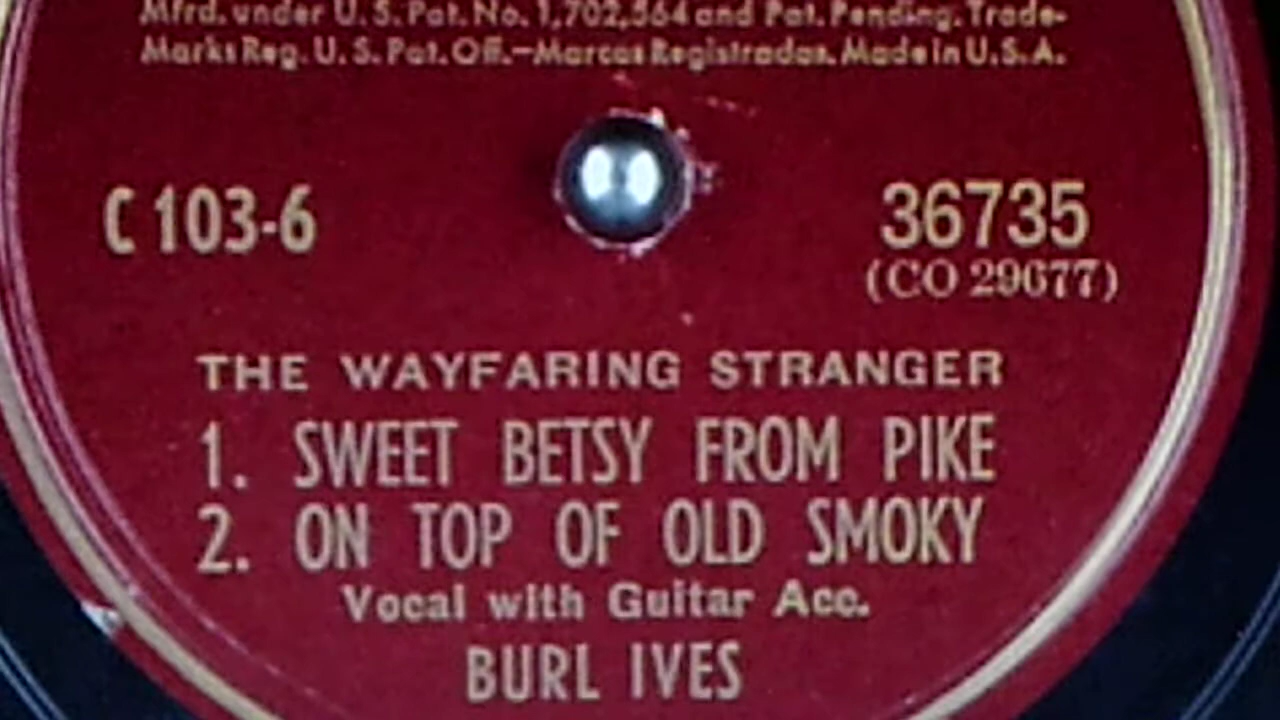 Mfrd. under U.S. Pat. No. 1,702,564 and Pat. Pending. Trade-
Marks Reg. U. S. Pat. Off.—Marcas Registradas. Made in U.S.A.
C 103-6
36735
(CO 29677)
THE WAYFARING STRANGER
1. SWEET BETSY FROM PIKE
2. ON TOP OF OLD SMOKY
Vocal with Guitar Acc.
BURL IVES